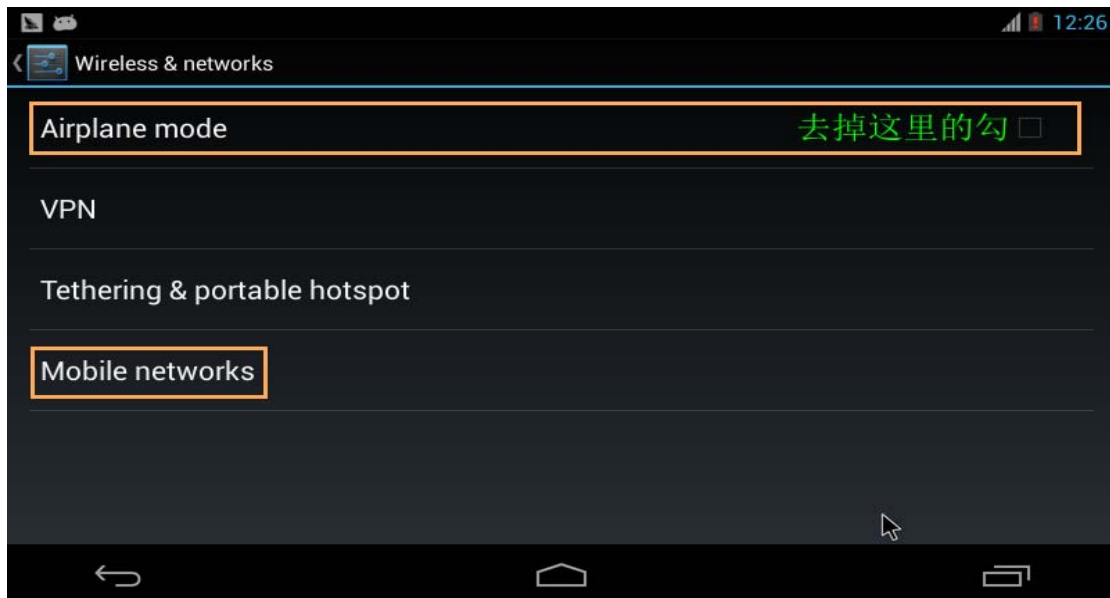 12:26
Wireless & networks
Airplane mode 去掉这里的勾
VPN
Tethering & portable hotspot
Mobile networks